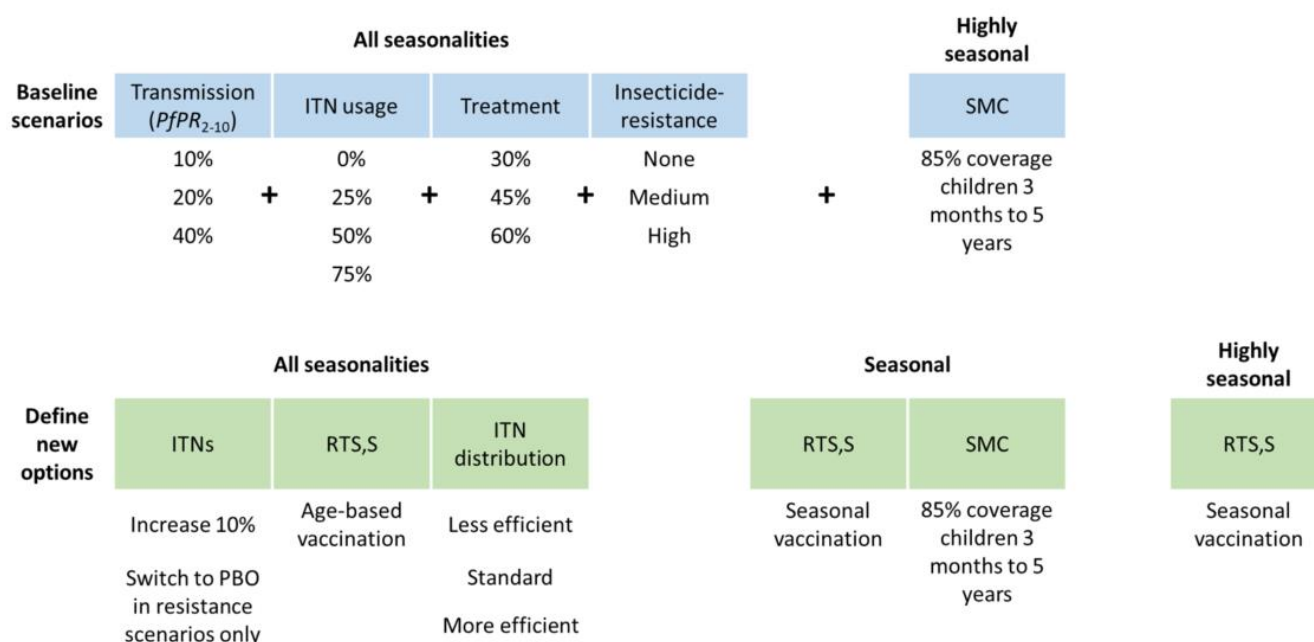 All seasonalities
Highly
seasonal
Baseline
scenarios
Transmission
(PfPR2-10)
ITN usage
Treatment
Insecticide-
resistance
SMC
10%
0%
30%
None
85% coverage
children 3
months to 5
years
20%
+
25%
+
45%
+
Medium
+
40%
50%
60%
High
75%
All seasonalities
Seasonal
Highly
seasonal
Define
new
options
ITNs
RTS,S
ITN
distribution
RTS,S
SMC
RTS,S
Increase 10%
Switch to PBO
in resistance
scenarios only
Age-based
vaccination
Less efficient
Standard
More efficient
Seasonal
vaccination
85% coverage
children 3
months to 5
years
Seasonal
vaccination